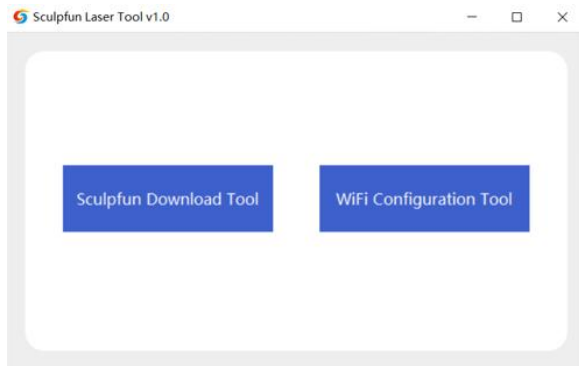 Sculpfun Laser Tool v1.0
Sculpfun Download Tool
WiFi Configuration Tool